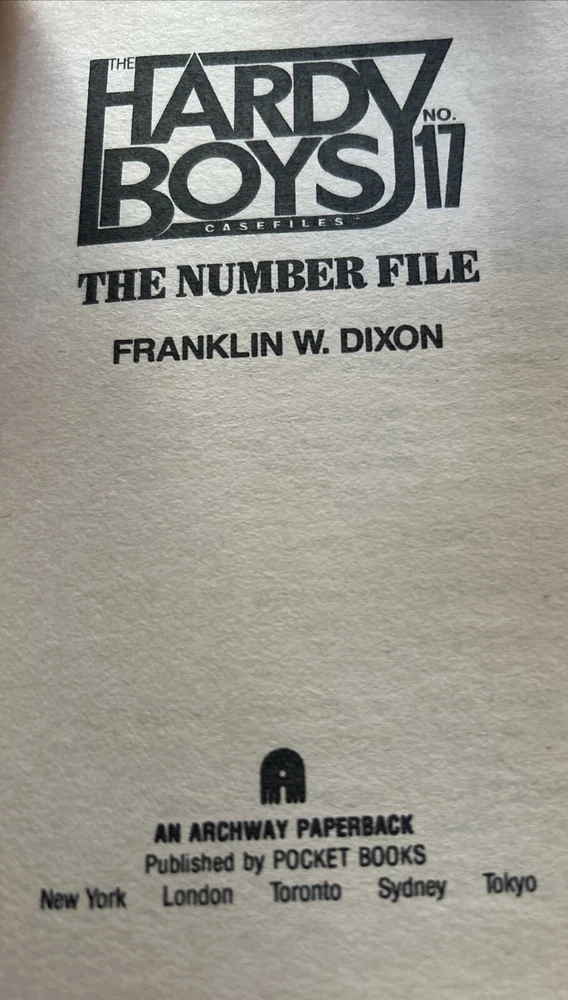 THE
HARDY
BOYS
NO.
17
CASEFILES™
THE NUMBER FILE
FRANKLIN W. DIXON
AN ARCHWAY PAPERBACK
Published by POCKET BOOKS
New York London Toronto Sydney Tokyo